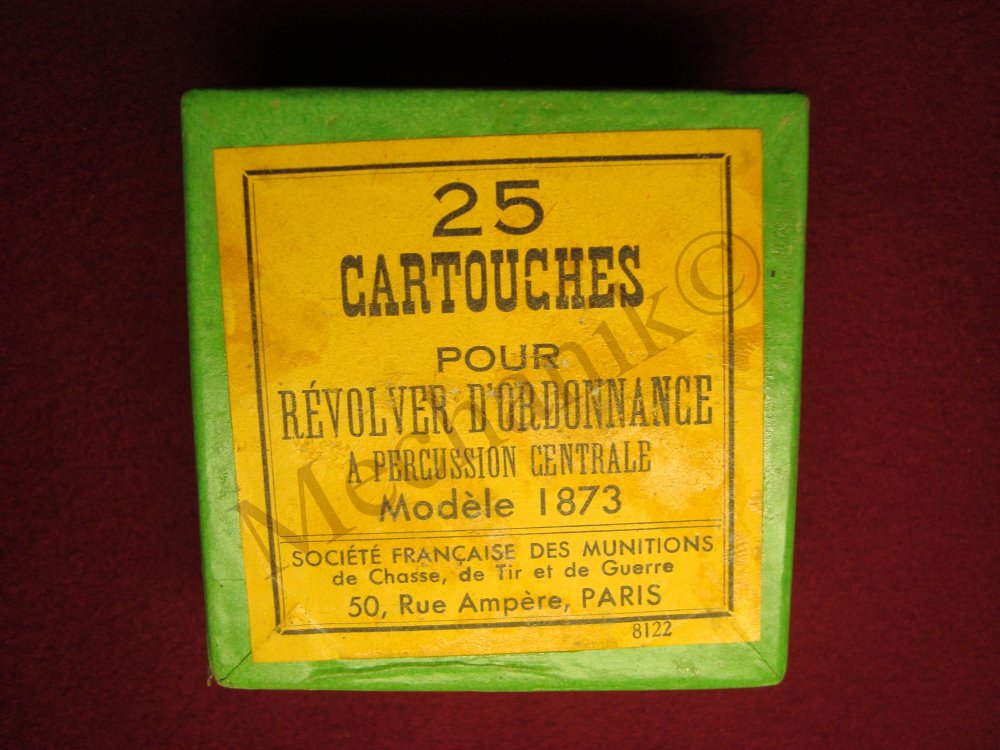 25
CARTOUCHES
POUR
RÉVOLVER D'ORDONNANCE
A PERCUSSION CENTRALE
Modèle 1873
SOCIÉTÉ FRANÇAISE DES MUNITIONS
de Chasse, de Tir et de Guerre
50, Rue Ampère, PARIS
8122
Mechanik©